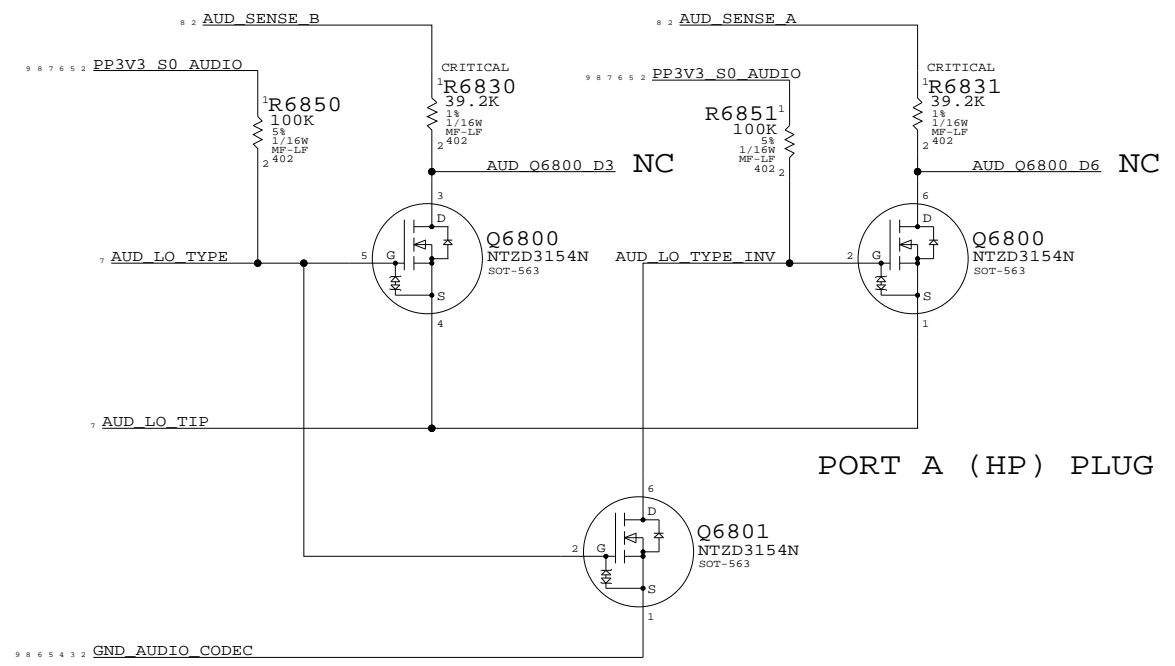 8 2 AUD_SENSE_B
8 2 AUD_SENSE_A
9 8 7 6 5 2 PP3V3_S0_AUDIO
CRITICAL
1 R6830
39.2K
1%
1/16W
MF-LF
2 402
1 R6850
100K
5%
1/16W
MF-LF
2 402
9 8 7 6 5 2 PP3V3_S0_AUDIO
CRITICAL
1 R6831
39.2K
1%
1/16W
MF-LF
2 402
R6851 1
100K
5%
1/16W
MF-LF
402 2
AUD_Q6800_D3 NC
AUD_Q6800_D6 NC
3
D
Q6800
NTZD3154N
SOT-563
7 AUD_LO_TYPE
5 G
S
4
6
D
Q6800
NTZD3154N
SOT-563
AUD_LO_TYPE_INV
2 G
S
1
7 AUD_LO_TIP
PORT A (HP) PLUG
6
D
Q6801
NTZD3154N
SOT-563
2 G
S
1
9 8 6 5 4 3 2 GND_AUDIO_CODEC